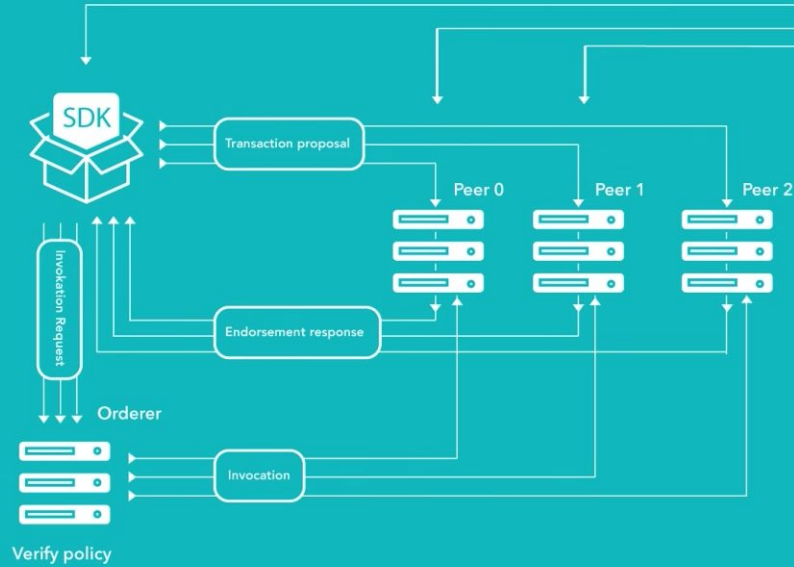 SDK
Transaction proposal
Peer 0
Peer 1
Peer 2
Invokation Request
Endorsement response
Orderer
Invocation
Verify policy